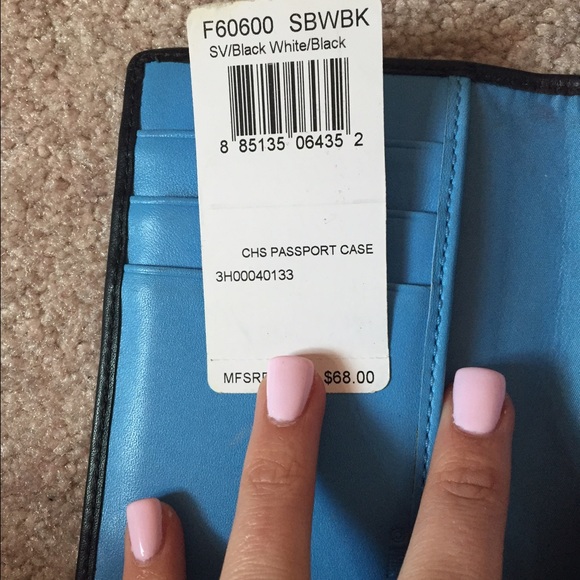 F60600 SBWBK
SV/Black White/Black
8 85135 06435 2
CHS PASSPORT CASE
3H00040133
$68.00